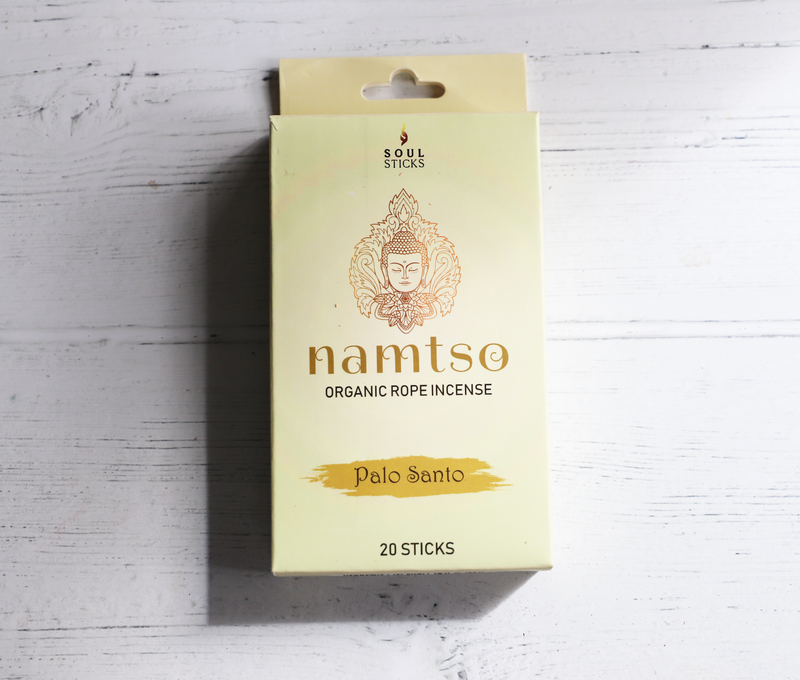 SOUL
STICKS
namtso
ORGANIC ROPE INCENSE
Palo Santo
20 STICKS